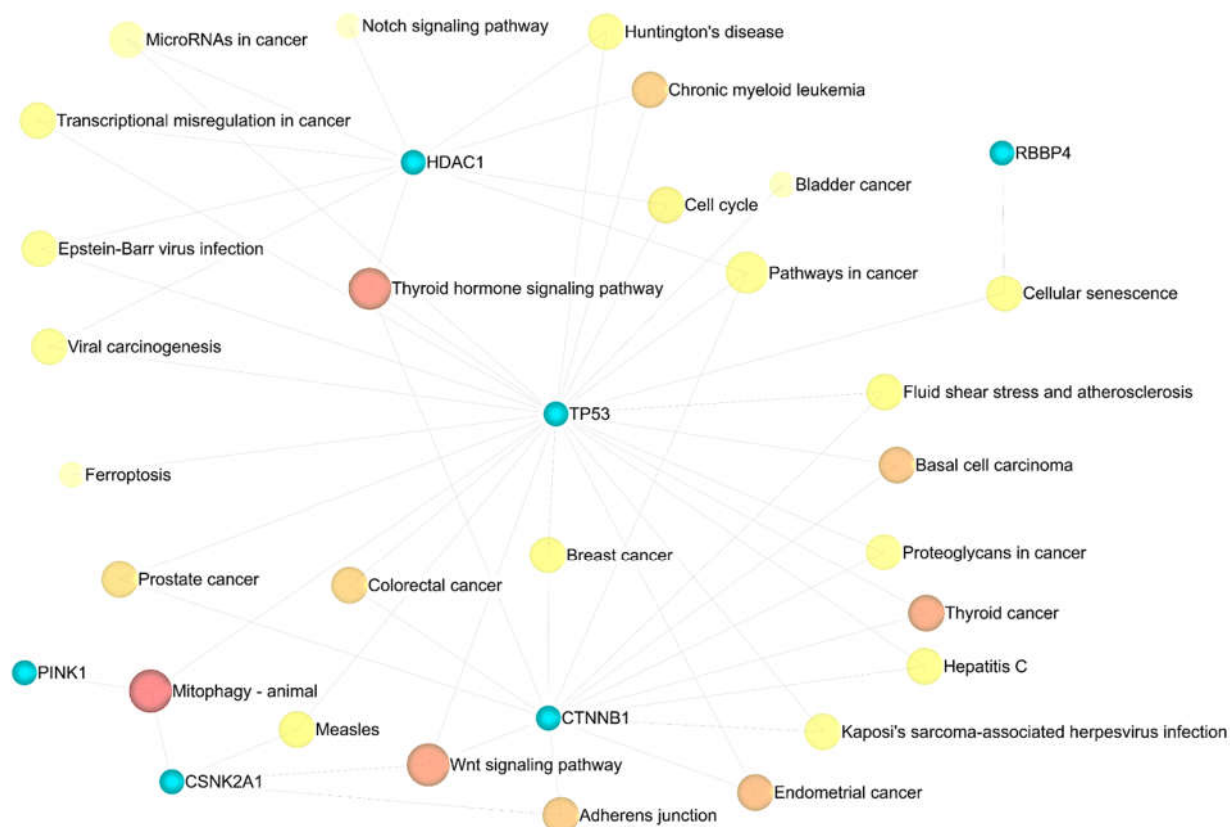 Notch signaling pathway
Huntington's disease
MicroRNAs in cancer
Chronic myeloid leukemia
Transcriptional misregulation in cancer
RBBP4
HDAC1
Bladder cancer
Cell cycle
Epstein-Barr virus infection
Pathways in cancer
Thyroid hormone signaling pathway
Cellular senescence
Viral carcinogenesis
Fluid shear stress and atherosclerosis
TP53
Basal cell carcinoma
Ferroptosis
Breast cancer
Proteoglycans in cancer
Prostate cancer
Colorectal cancer
Thyroid cancer
Hepatitis C
PINK1
Mitophagy - animal
CTNNB1
Measles
Kaposi's sarcoma-associated herpesvirus infection
Wnt signaling pathway
CSNK2A1
Endometrial cancer
Adherens junction